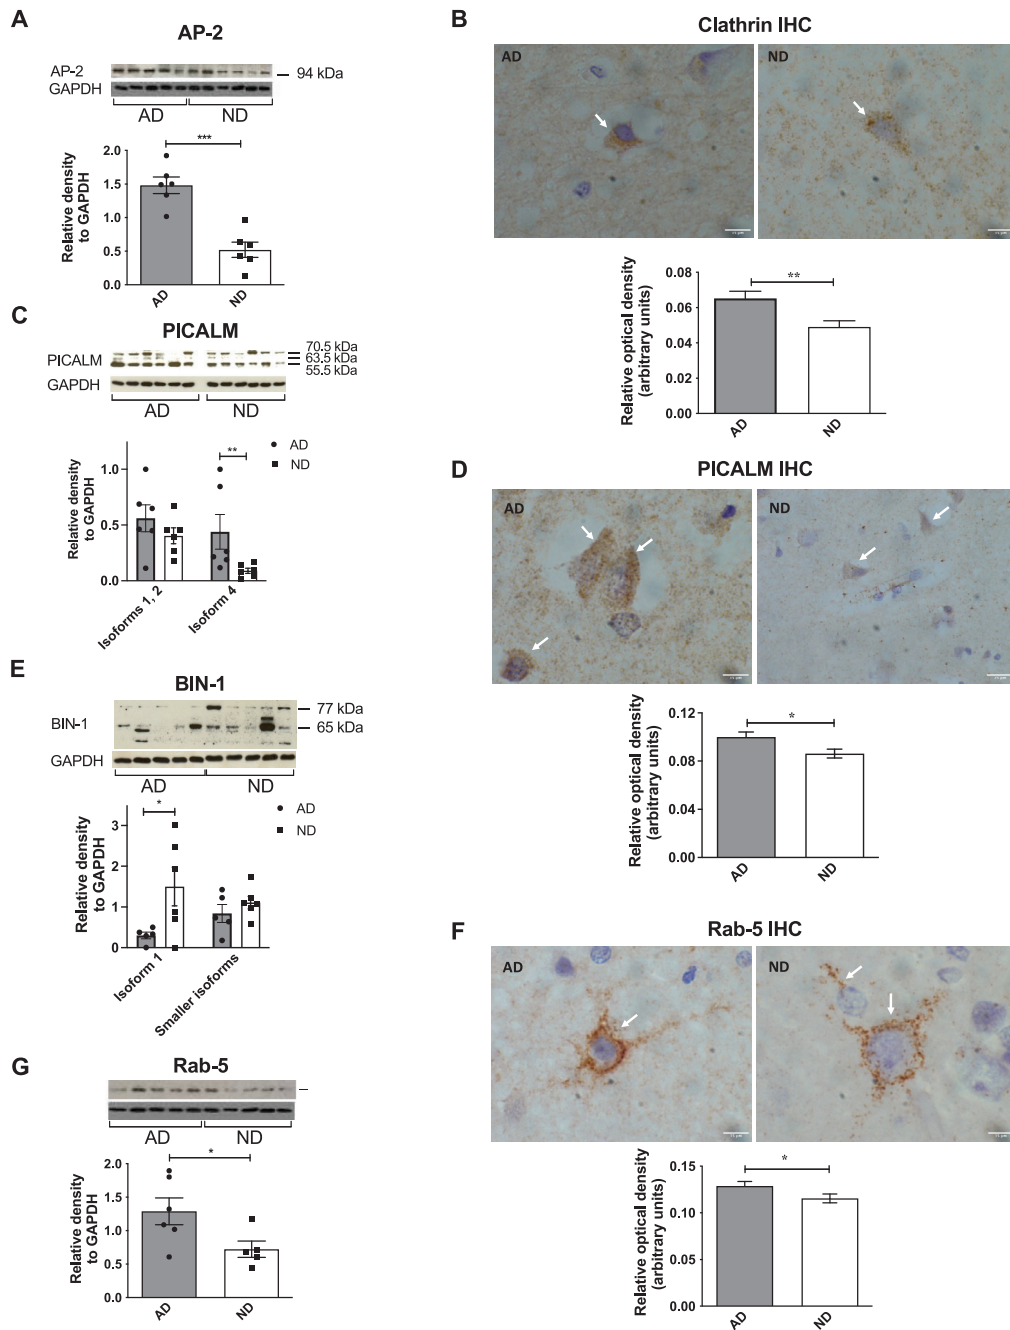 A
AP-2
AP-2
GAPDH
94 kDa
AD
ND
***
Relative density
to GAPDH
2.0
1.5
1.0
0.5
0.0
AD
ND
B
Clathrin IHC
AD
ND
**
Relative optical density
(arbitrary units)
0.08
0.06
0.04
0.02
0.00
AD
ND
C
PICALM
PICALM
GAPDH
70.5 kDa
63.5 kDa
55.5 kDa
AD
ND
AD
ND
**
Relative density
to GAPDH
1.0
0.5
0.0
Isoforms 1, 2
Isoform 4
D
PICALM IHC
AD
ND
*
Relative optical density
(arbitrary units)
0.12
0.08
0.04
0.00
AD
ND
E
BIN-1
BIN-1
GAPDH
77 kDa
65 kDa
AD
ND
AD
ND
*
Relative density
to GAPDH
3
2
1
0
Isoform 1
Smaller isoforms
F
Rab-5 IHC
AD
ND
*
Relative optical density
(arbitrary units)
0.15
0.10
0.05
0.00
AD
ND
G
Rab-5
AD
ND
*
Relative density
to GAPDH
2.0
1.5
1.0
0.5
0.0
AD
ND